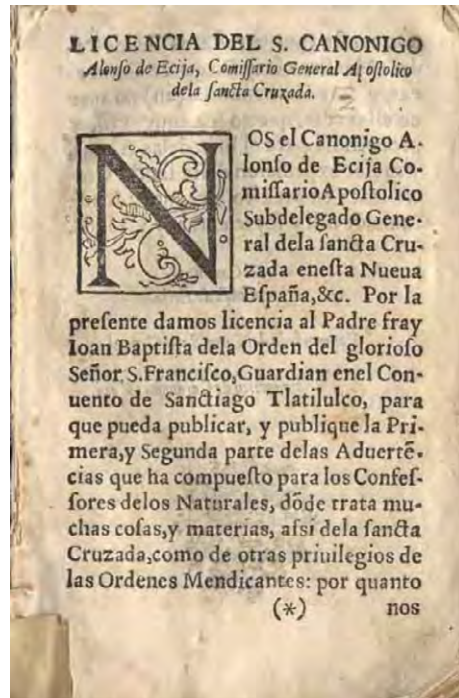 LICENCIA DEL S. CANONIGO
Alonſo de Ecija, Comiſſario General Apoſtolico
dela ſancta Cruzada.
NOS el Canonigo A.
lonſo de Ecija Co-
miſſario Apoſtolico
Subdelegado Gene-
ral dela ſancta Cru-
zada eneſta Nueua
Eſpaña,&c. Por la
preſente damos licencia al Padre fray
Ioan Baptiſta dela Orden del glorioſo
Señor S.Franciſco, Guardian enel Con-
uento de Sanctiago Tlatilulco, para
que pueda publicar, y publique la Pri-
mera,y Segunda parte delas Aduertẽ-
cias que ha compueſto para los Confeſ-
ſores delos Naturales, dõde trata mu-
chas coſas,y materias, aſsi dela ſancta
Cruzada,como de otras priuilegios de
las Ordenes Mendicantes: por quanto
(*) nos